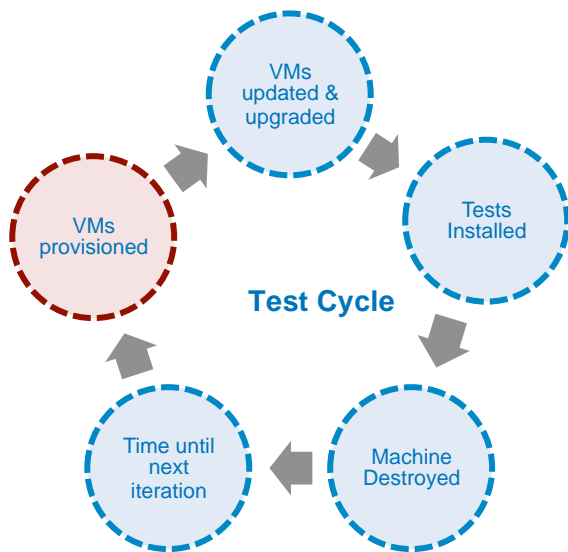 VMs
updated &
upgraded
Tests
Installed
Machine
Destroyed
Time until
next
iteration
VMs
provisioned
Test Cycle